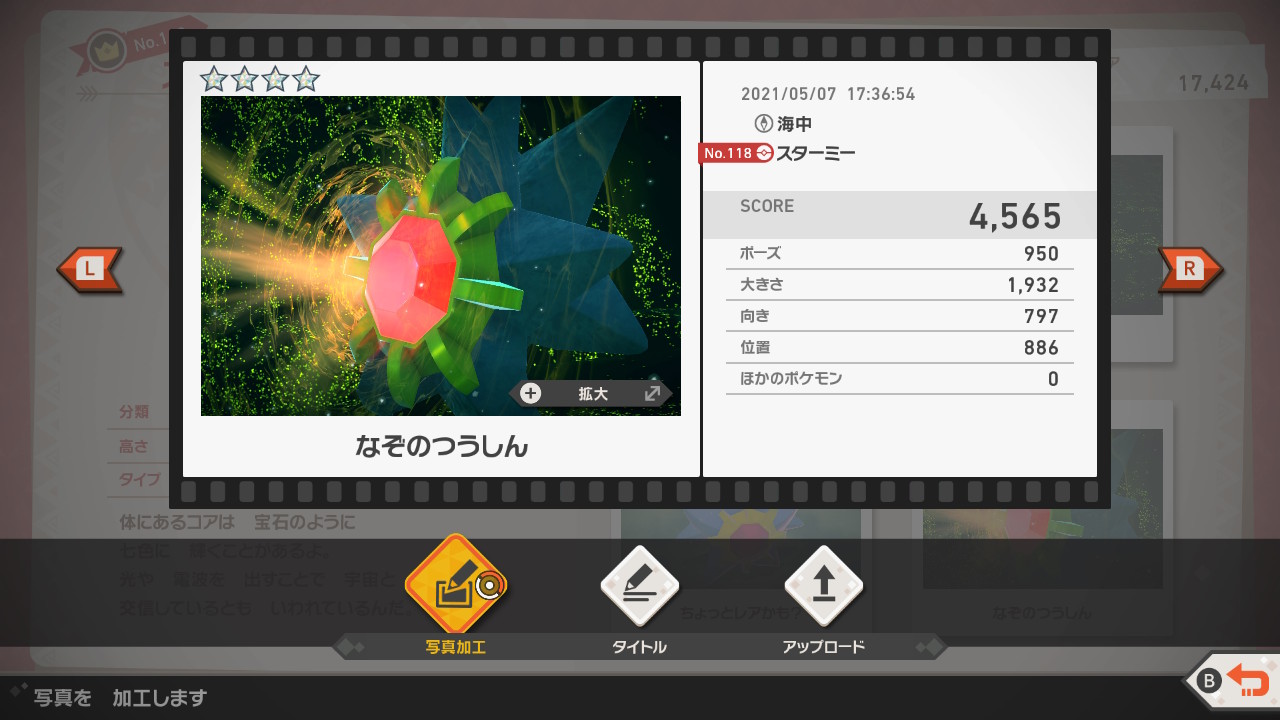 No.1
17,424
2021/05/07 17:36:54
海中
No.118 スターミー
SCORE 4,565
ポーズ 950
大きさ 1,932
向き 797
位置 886
ほかのポケモン 0
拡大
なぞのつうしん
L
R
分類
高さ
タイプ
体にあるコアは 宝石のように
七色に 輝くことがあるよ。
光や 電波を 出すことで 宇宙と
交信しているとも いわれているんだ
ちょっとレアかも?
なぞのつうしん
写真加工
タイトル
アップロード
写真を 加工します
B